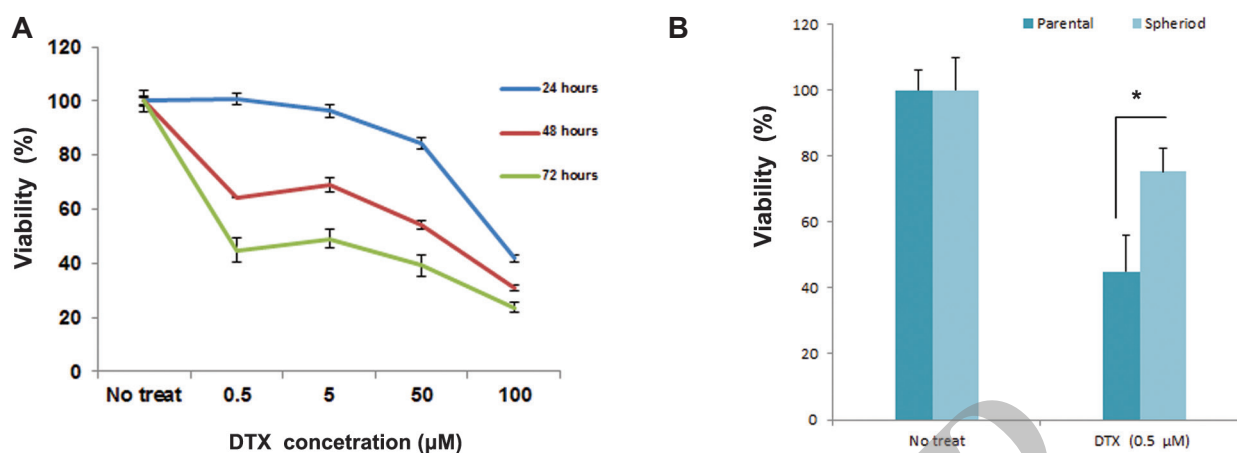 A
Viability (%)
120
100
80
60
40
20
0
24 hours
48 hours
72 hours
No treat 0.5 5 50 100
DTX concetration (µM)
B
Parental Spheriod
Viability (%)
120
100
80
60
40
20
0
*
No treat DTX (0.5 µM)